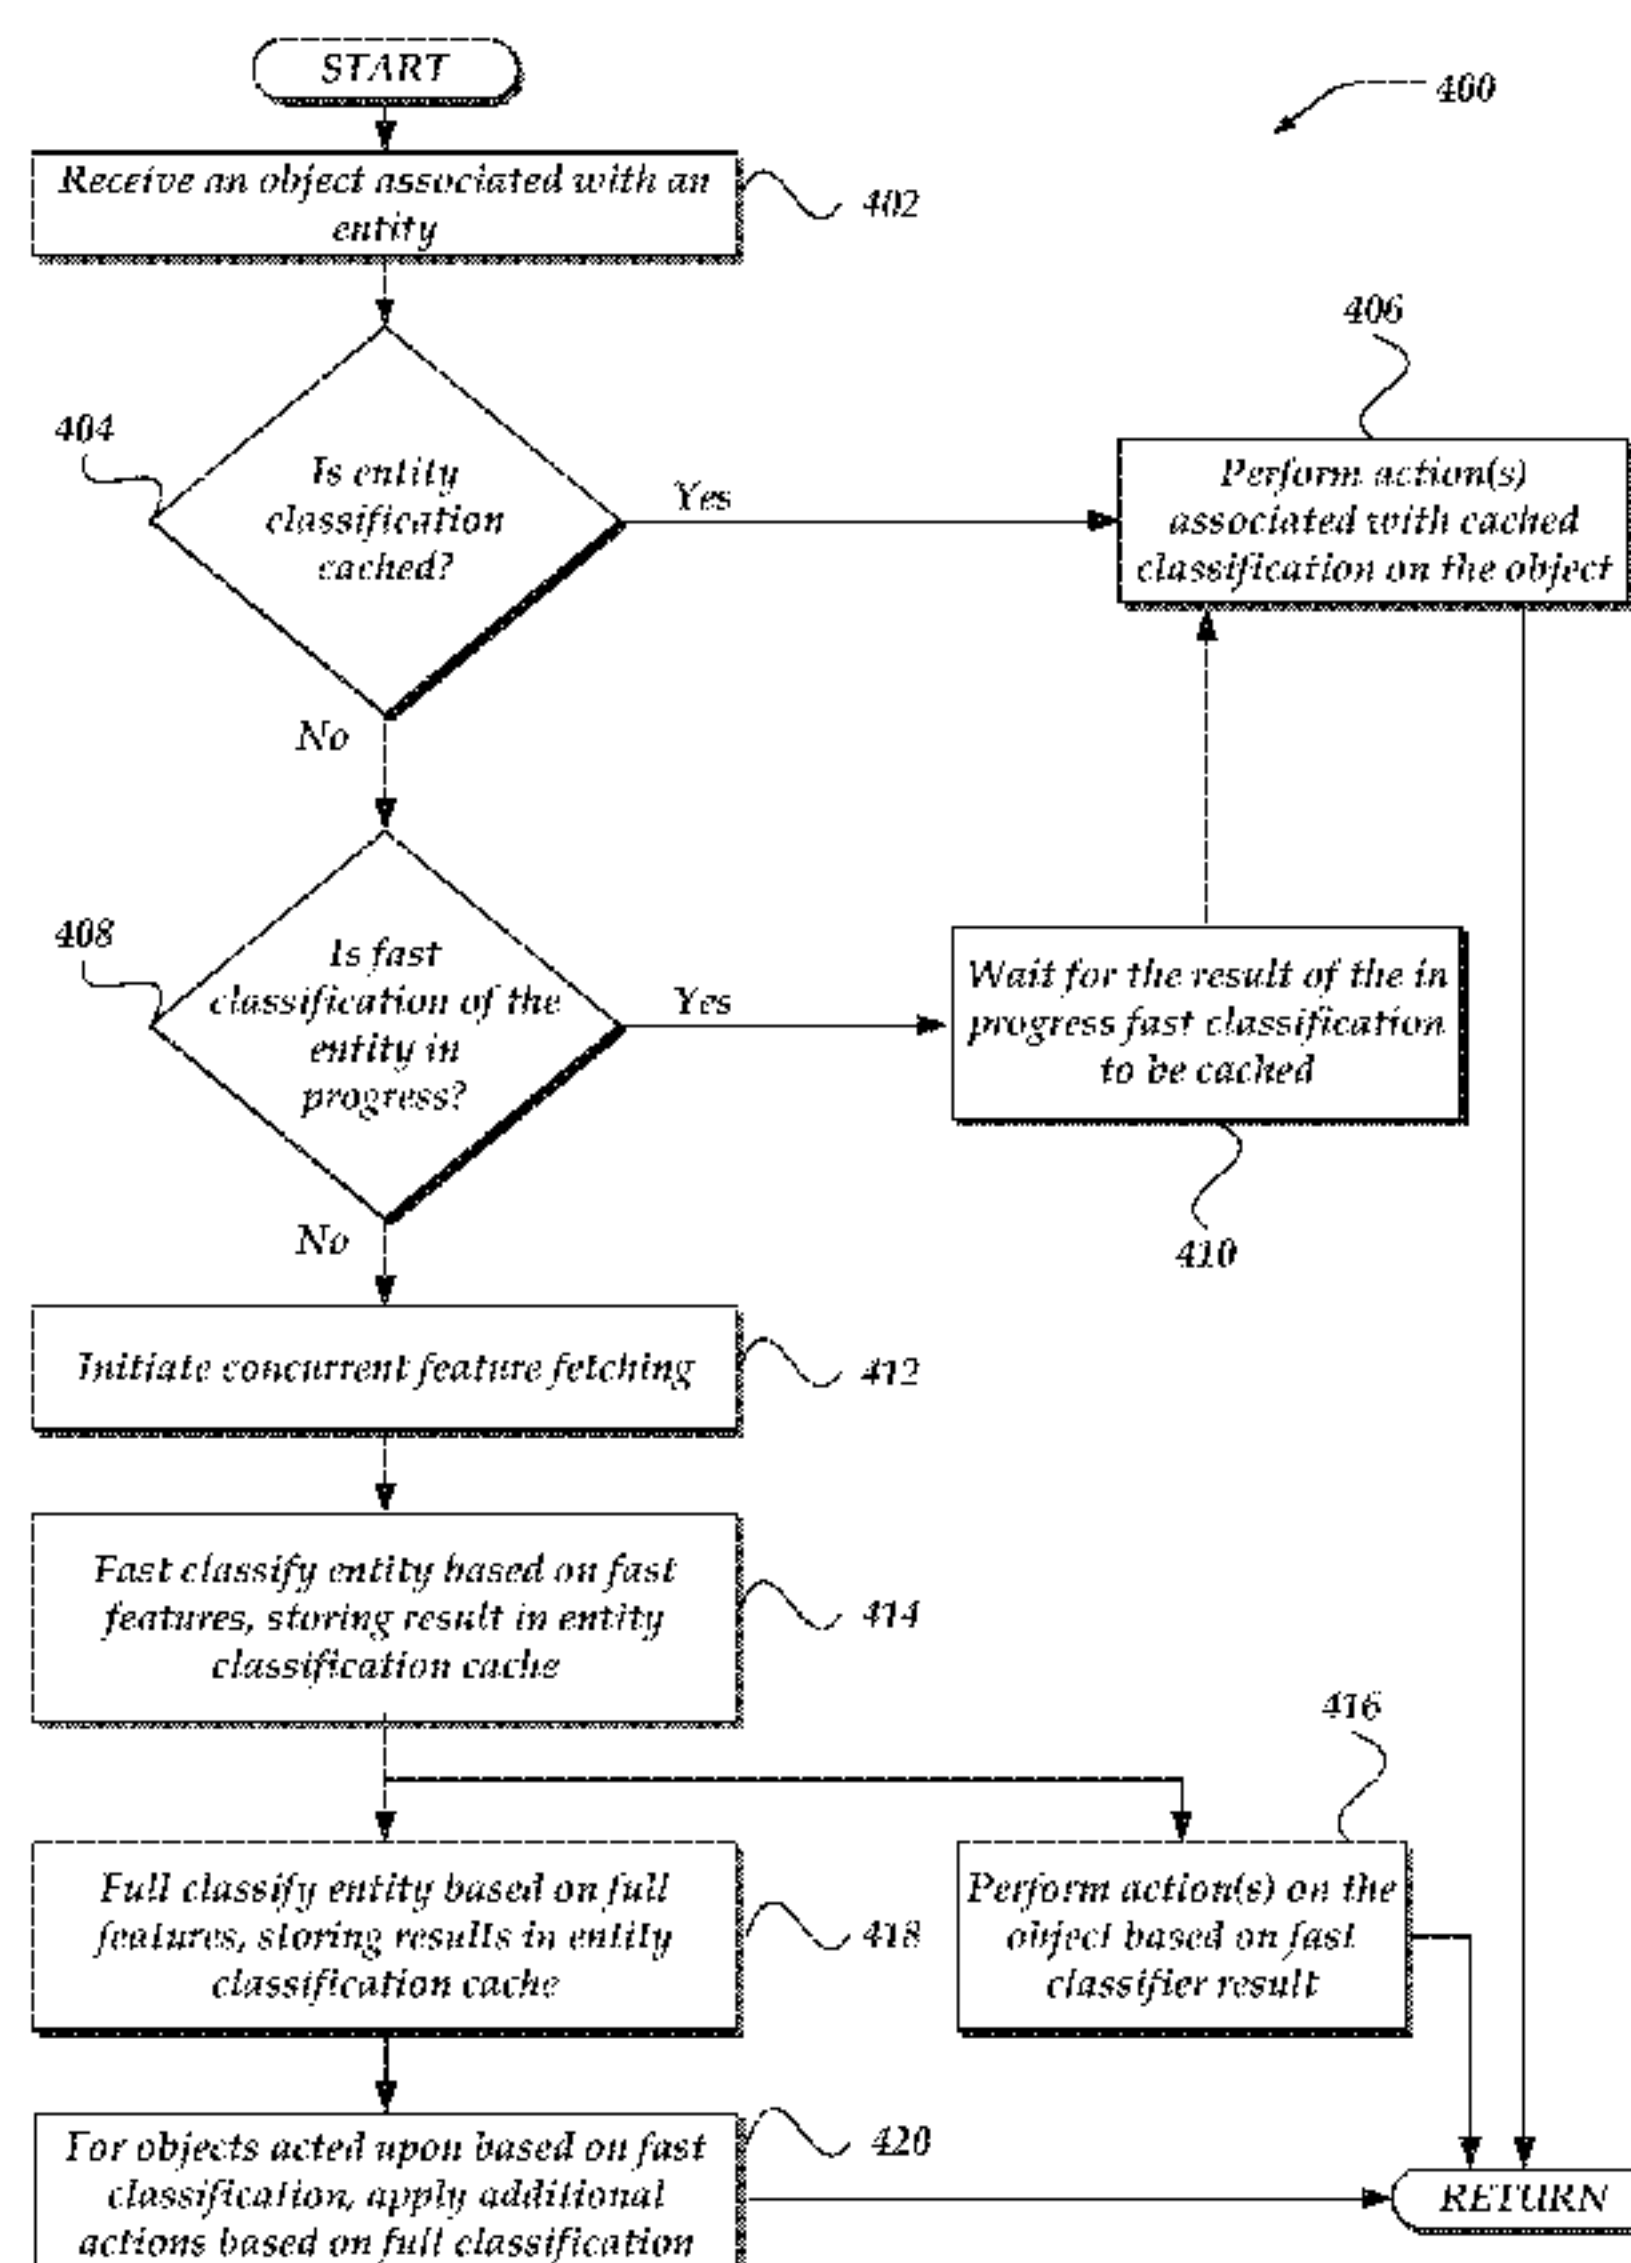 START
400
Receive an object associated with an
entity
402
404
Is entity
classification
cached?
Yes
No
406
Perform action(s)
associated with cached
classification on the object
408
Is fast
classification of the
entity in
progress?
Yes
No
Wait for the result of the in
progress fast classification
to be cached
410
Initiate concurrent feature fetching
412
Fast classify entity based on fast
features, storing result in entity
classification cache
414
416
Full classify entity based on full
features, storing results in entity
classification cache
418
Perform action(s) on the
object based on fast
classifier result
For objects acted upon based on fast
classification, apply additional
actions based on full classification
420
RETURN